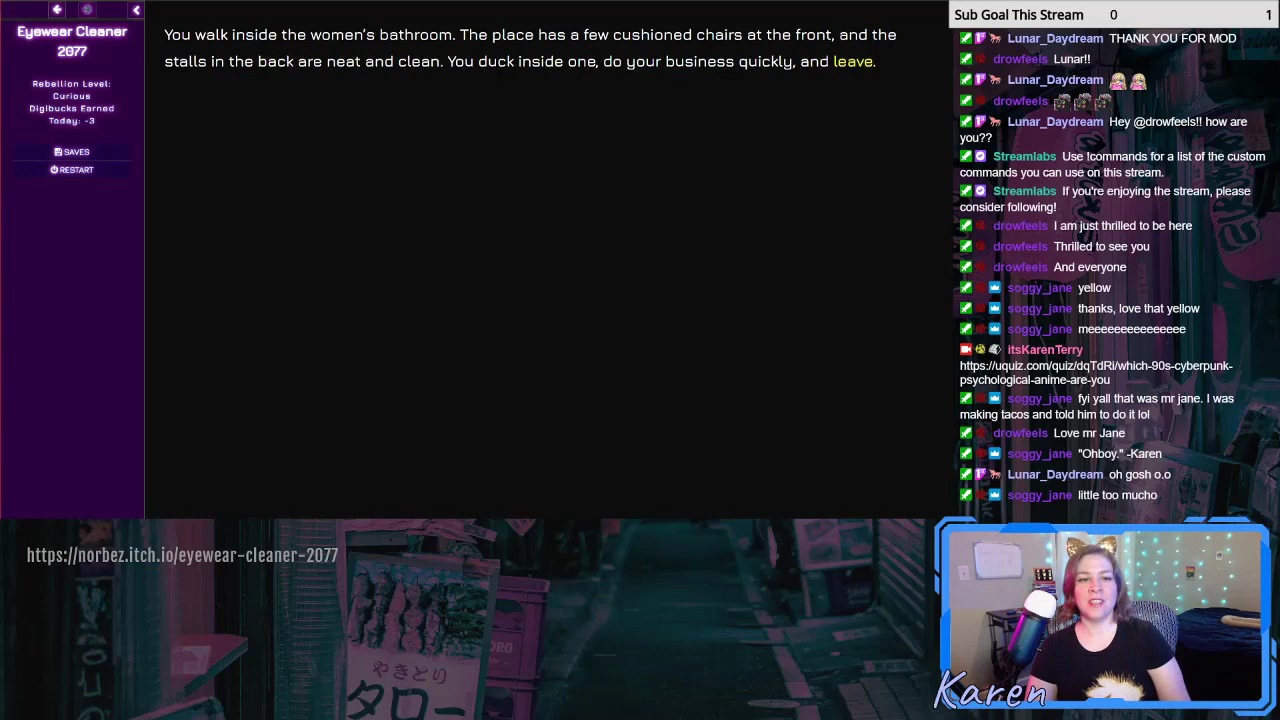 Eyewear Cleaner
2077
Rebellion Level:
Curious
Digibucks Earned
Today: -3
SAVES
RESTART
You walk inside the women's bathroom. The place has a few cushioned chairs at the front, and the
stalls in the back are neat and clean. You duck inside one, do your business quickly, and leave.
Sub Goal This Stream 0 1
Lunar_Daydream THANK YOU FOR MOD
drowfeels Lunar!!
Lunar_Daydream
drowfeels
Lunar_Daydream Hey @drowfeels!! how are
you??
Streamlabs Use !commands for a list of the custom
commands you can use on this stream.
Streamlabs If you're enjoying the stream, please
consider following!
drowfeels I am just thrilled to be here
drowfeels Thrilled to see you
drowfeels And everyone
soggy_jane yellow
soggy_jane thanks, love that yellow
soggy_jane meeeeeeeeeeeeeee
itsKarenTerry
https://uquiz.com/quiz/dqTdRi/which-90s-cyberpunk-
psychological-anime-are-you
soggy_jane fyi yall that was mr jane. I was
making tacos and told him to do it lol
drowfeels Love mr Jane
soggy_jane "Ohboy." -Karen
Lunar_Daydream oh gosh o.o
soggy_jane little too mucho
https://norbez.itch.io/eyewear-cleaner-2077
やきとり
タロー
Karen